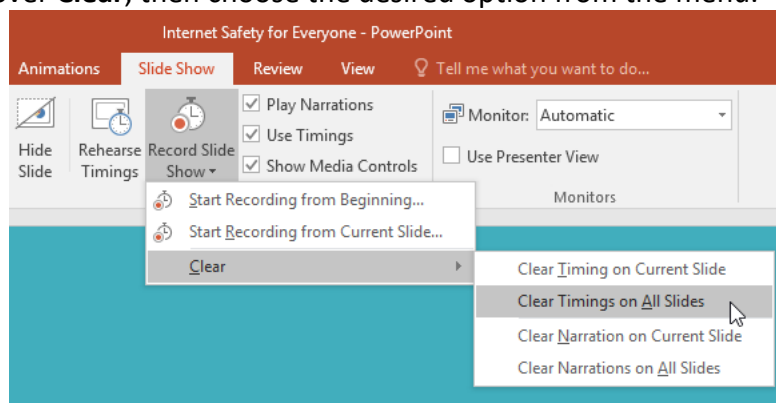 then choose the desired option from the menu.
Internet Safety for Everyone - PowerPoint
Animations Slide Show Review View Tell me what you want to do...
Hide Slide
Rehearse Timings
Record Slide Show
Play Narrations
Use Timings
Show Media Controls
Monitor: Automatic
Use Presenter View
Monitors
Start Recording from Beginning...
Start Recording from Current Slide...
Clear
Clear Timing on Current Slide
Clear Timings on All Slides
Clear Narration on Current Slide
Clear Narrations on All Slides